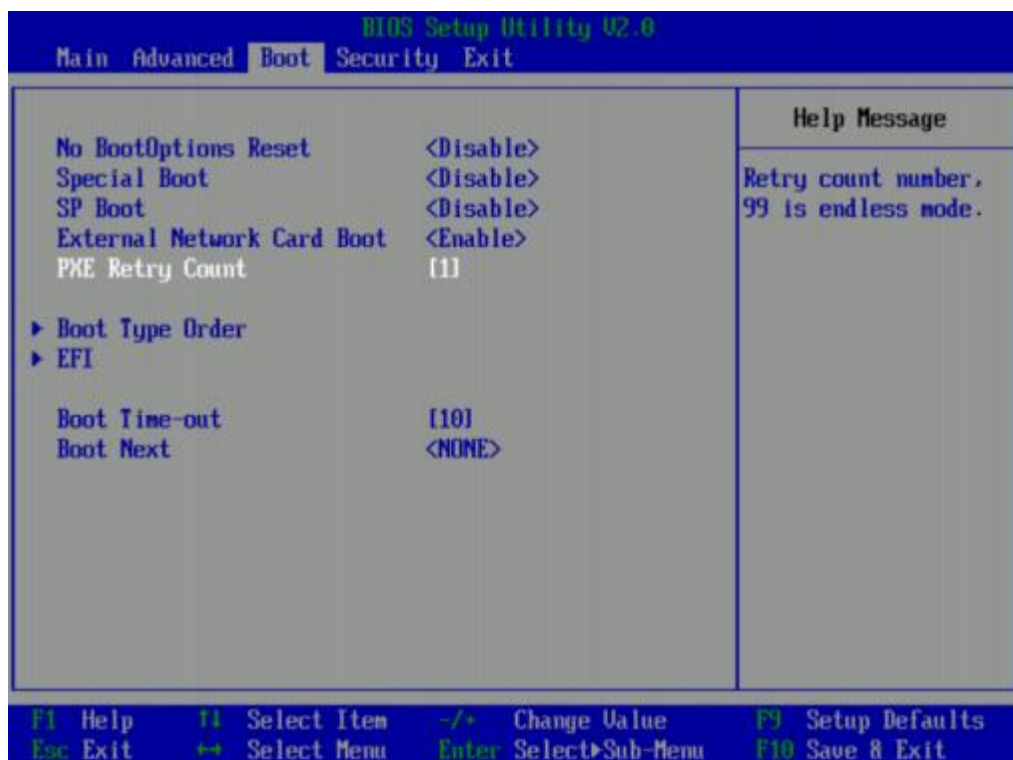 BIOS Setup Utility V2.0
Main Advanced Boot Security Exit
Help Message
Retry count number,
99 is endless mode.
No BootOptions Reset <Disable>
Special Boot <Disable>
SP Boot <Disable>
External Network Card Boot <Enable>
PXE Retry Count [1]
Boot Type Order
EFI
Boot Time-out [10]
Boot Next <NONE>
F1 Help ↑↓ Select Item -/+ Change Value F9 Setup Defaults
Esc Exit ↔ Select Menu Enter Select▶Sub-Menu F10 Save & Exit